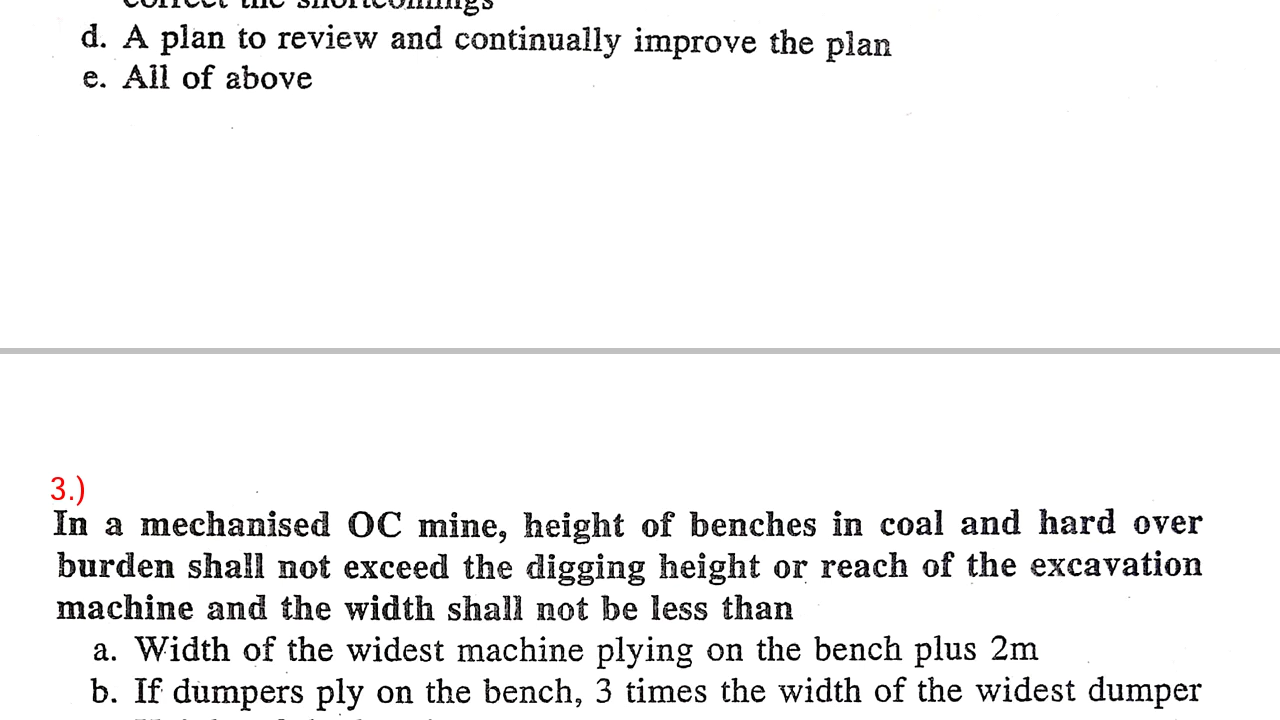 correct the shortcomings
d. A plan to review and continually improve the plan
e. All of above
3.)
In a mechanised OC mine, height of benches in coal and hard over
burden shall not exceed the digging height or reach of the excavation
machine and the width shall not be less than
a. Width of the widest machine plying on the bench plus 2m
b. If dumpers ply on the bench, 3 times the width of the widest dumper